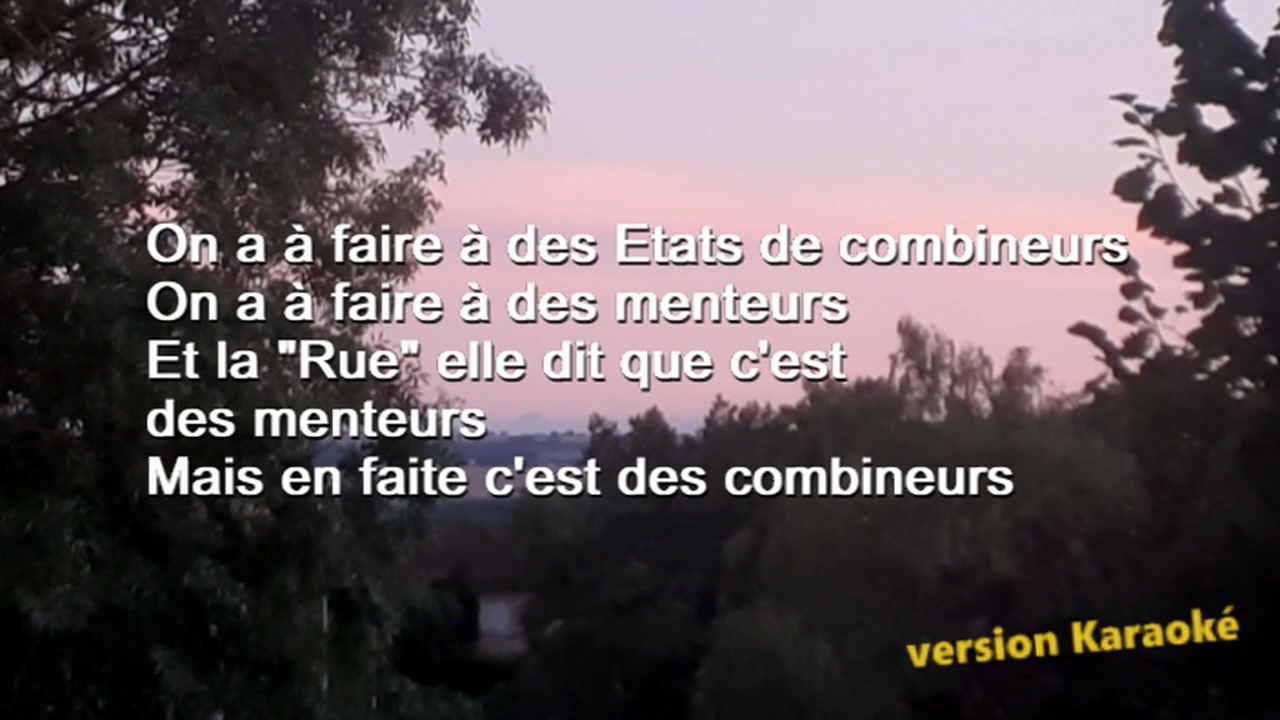 On a à faire à des Etats de combineurs
On a à faire à des menteurs
Et la "Rue" elle dit que c'est
des menteurs
Mais en faite c'est des combineurs
version Karaoké